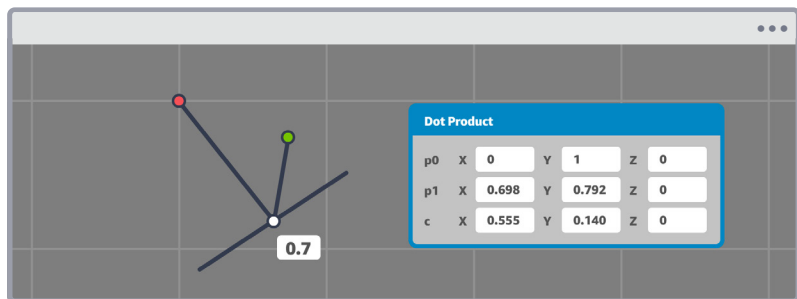 Dot Product
p0 X 0 Y 1 Z 0
p1 X 0.698 Y 0.792 Z 0
c X 0.555 Y 0.140 Z 0
0.7